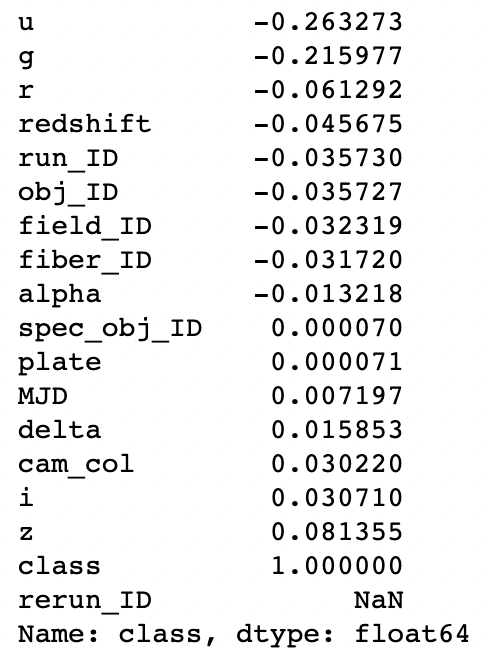 u -0.263273
g -0.215977
r -0.061292
redshift -0.045675
run_ID -0.035730
obj_ID -0.035727
field_ID -0.032319
fiber_ID -0.031720
alpha -0.013218
spec_obj_ID 0.000070
plate 0.000071
MJD 0.007197
delta 0.015853
cam_col 0.030220
i 0.030710
z 0.081355
class 1.000000
rerun_ID NaN
Name: class, dtype: float64